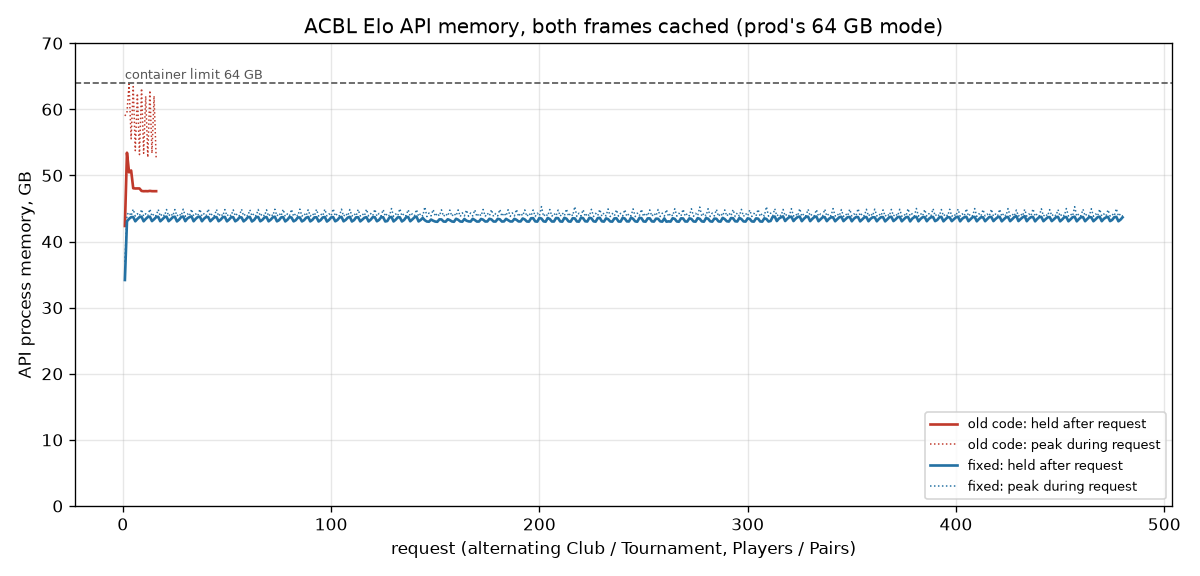 ACBL Elo API memory, both frames cached (prod's 64 GB mode)
70
container limit 64 GB
60
50
40
30
20
10
0
API process memory, GB
old code: held after request
old code: peak during request
fixed: held after request
fixed: peak during request
0 100 200 300 400 500
request (alternating Club / Tournament, Players / Pairs)